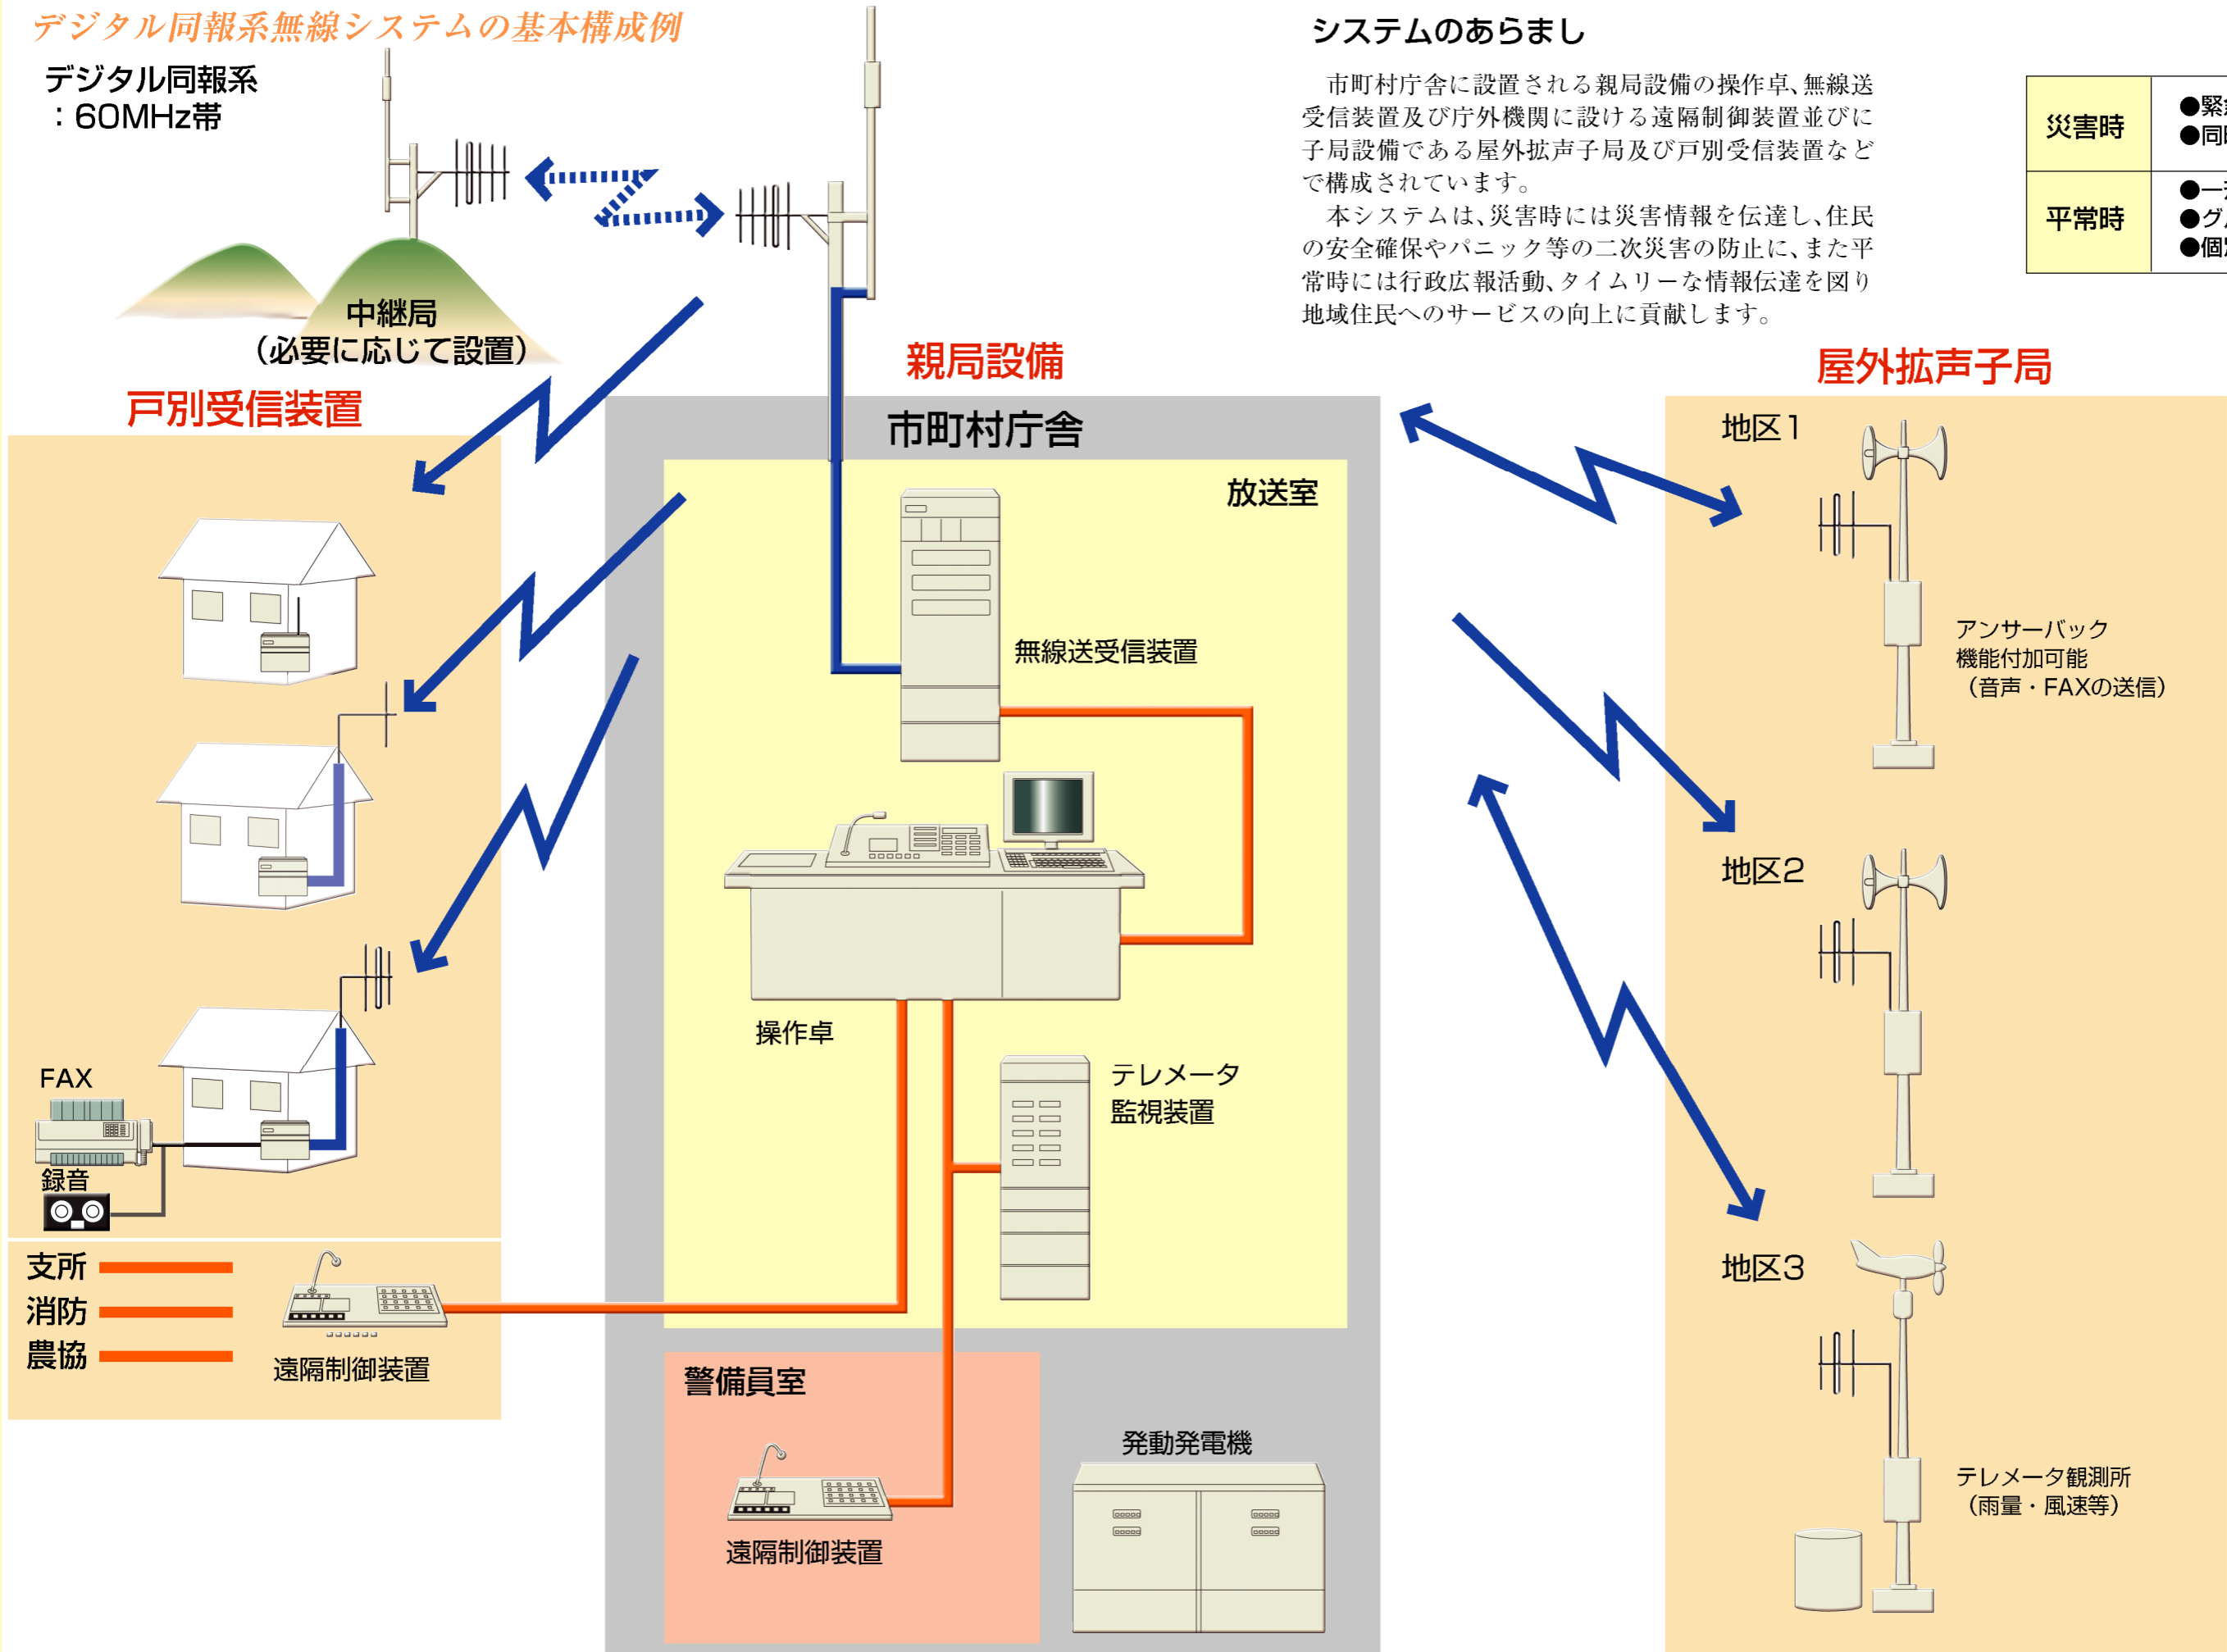 デジタル同報系無線システムの基本構成例
デジタル同報系
：60MHz帯
中継局
（必要に応じて設置）
システムのあらまし
市町村庁舎に設置される親局設備の操作卓、無線送
受信装置及び庁外機関に設ける遠隔制御装置並びに
子局設備である屋外拡声子局及び戸別受信装置など
で構成されています。
本システムは、災害時には災害情報を伝達し、住民
の安全確保やパニック等の二次災害の防止に、また平
常時には行政広報活動、タイムリーな情報伝達を図り
地域住民へのサービスの向上に貢献します。
災害時
●緊
●同
平常時
●一
●グ
●個
戸別受信装置
FAX
録音
支所
消防
農協
遠隔制御装置
親局設備
市町村庁舎
放送室
無線送受信装置
操作卓
テレメータ
監視装置
警備員室
遠隔制御装置
発動発電機
屋外拡声子局
地区1
アンサーバック
機能付加可能
（音声・FAXの送信）
地区2
地区3
テレメータ観測所
（雨量・風速等）